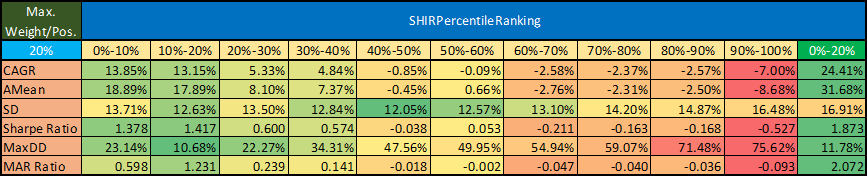 Max. Weight/Pos. SHIRPercentileRanking
20% 0%-10% 10%-20% 20%-30% 30%-40% 40%-50% 50%-60% 60%-70% 70%-80% 80%-90% 90%-100% 0%-20%
CAGR 13.85% 13.15% 5.33% 4.84% -0.85% -0.09% -2.58% -2.37% -2.57% -7.00% 24.41%
AMean 18.89% 17.89% 8.10% 7.37% -0.45% 0.66% -2.76% -2.31% -2.50% -8.68% 31.68%
SD 13.71% 12.63% 13.50% 12.84% 12.05% 12.57% 13.10% 14.20% 14.87% 16.48% 16.91%
Sharpe Ratio 1.378 1.417 0.600 0.574 -0.038 0.053 -0.211 -0.163 -0.168 -0.527 1.873
MaxDD 23.14% 10.68% 22.27% 34.31% 47.56% 49.95% 54.94% 59.07% 71.48% 75.62% 11.78%
MAR Ratio 0.598 1.231 0.239 0.141 -0.018 -0.002 -0.047 -0.040 -0.036 -0.093 2.072